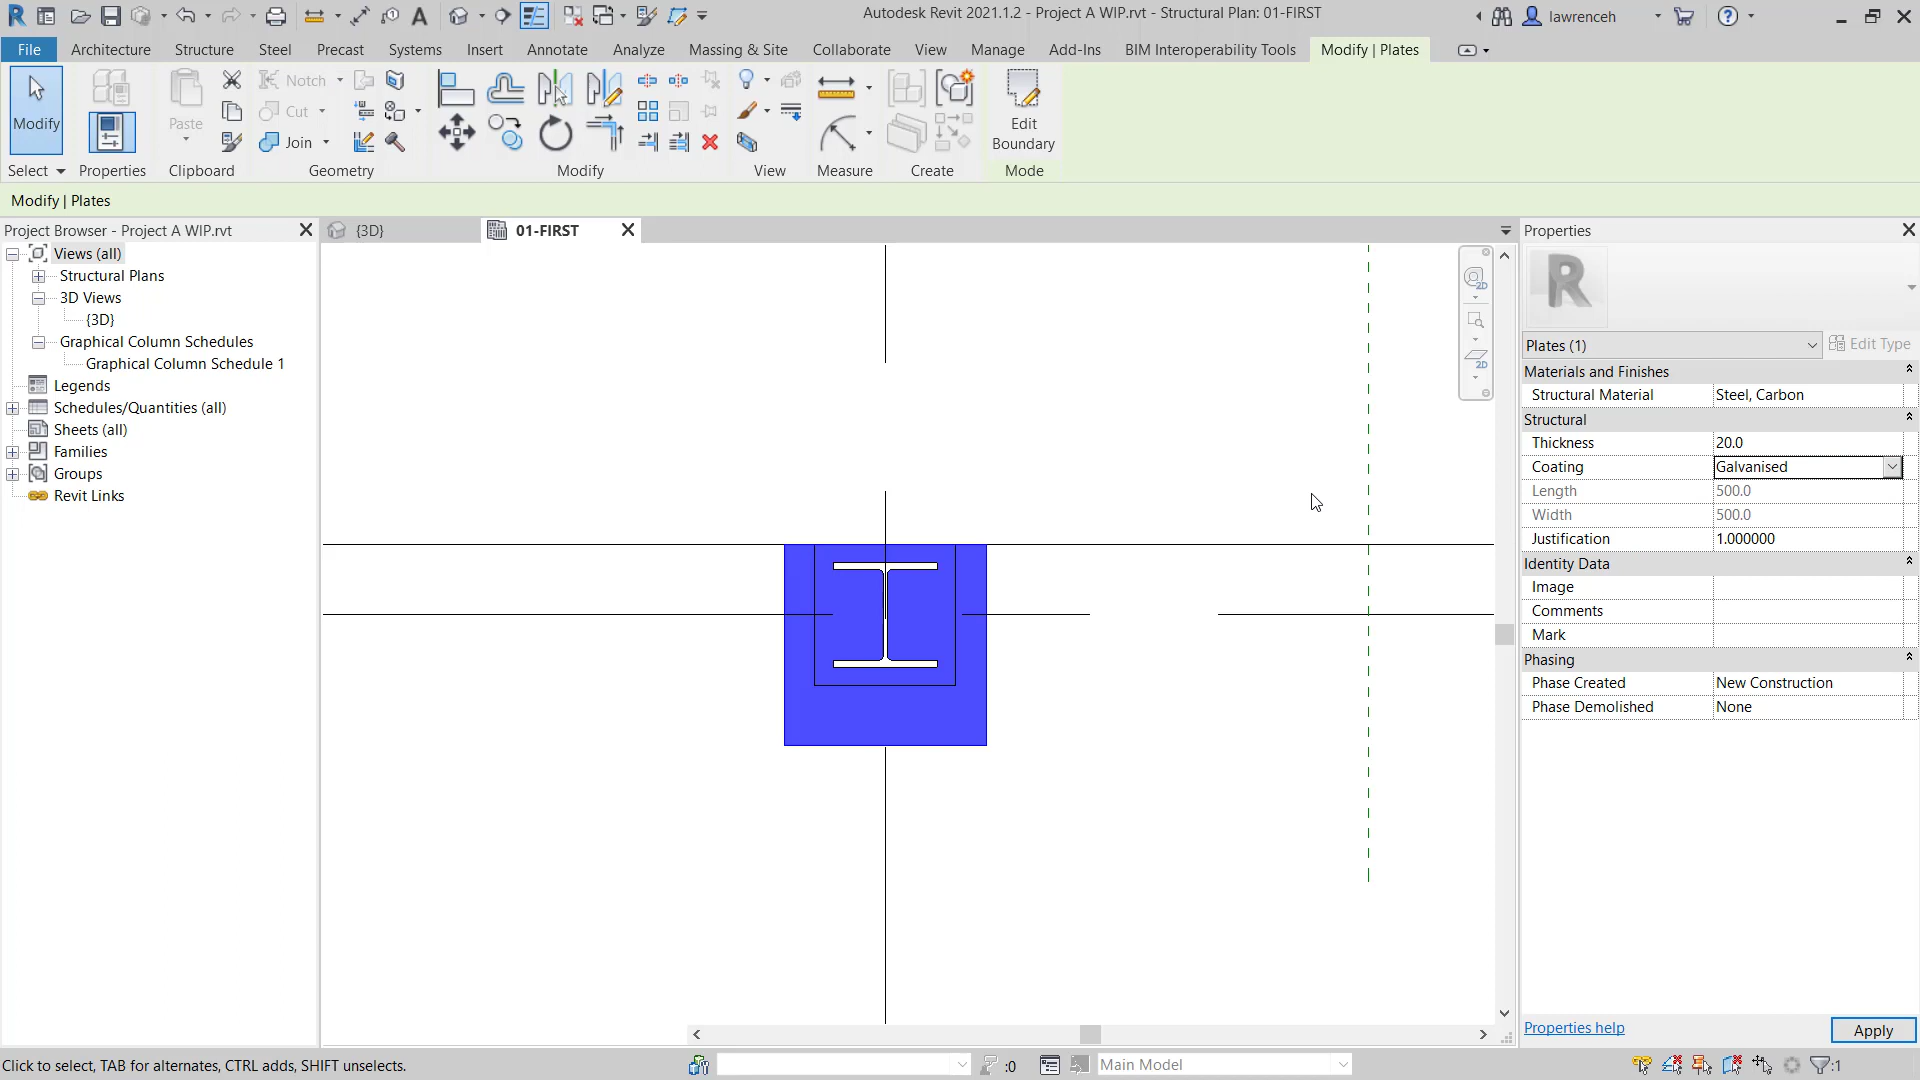 Autodesk Revit 2021.1.2 - Project A WIP.rvt - Structural Plan: 01-FIRST
lawrenceh
File Architecture Structure Steel Precast Systems Insert Annotate Analyze Massing & Site Collaborate View Manage Add-Ins BIM Interoperability Tools Modify | Plates
Modify
Paste
Notch
Cut
Join
Edit
Boundary
Select Properties Clipboard Geometry Modify View Measure Create Mode
Modify | Plates
Project Browser - Project A WIP.rvt
Views (all)
Structural Plans
3D Views
{3D}
Graphical Column Schedules
Graphical Column Schedule 1
Legends
Schedules/Quantities (all)
Sheets (all)
Families
Groups
Revit Links
{3D}
01-FIRST
2D
2D
Properties
R
Plates (1)
Edit Type
Materials and Finishes
Structural Material Steel, Carbon
Structural
Thickness 20.0
Coating Galvanised
Length 500.0
Width 500.0
Justification 1.000000
Identity Data
Image
Comments
Mark
Phasing
Phase Created New Construction
Phase Demolished None
Properties help
Apply
Click to select, TAB for alternates, CTRL adds, SHIFT unselects.
:0
Main Model
:1